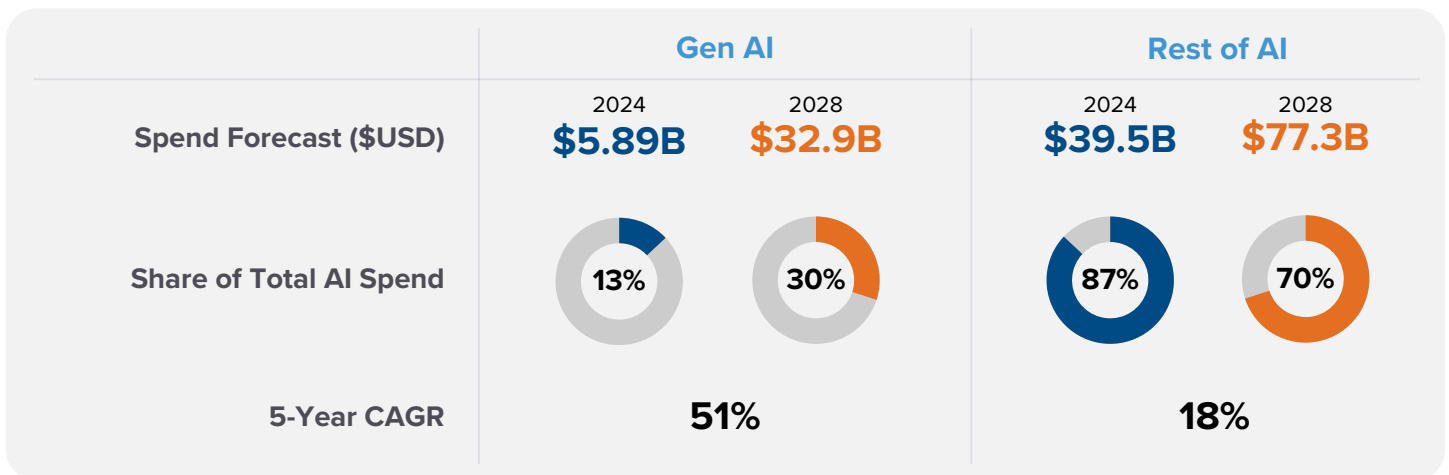 Gen AI
Rest of AI
2024
2028
2024
2028
Spend Forecast ($USD)
$5.89B
$32.9B
$39.5B
$77.3B
Share of Total AI Spend
13%
30%
87%
70%
5-Year CAGR
51%
18%